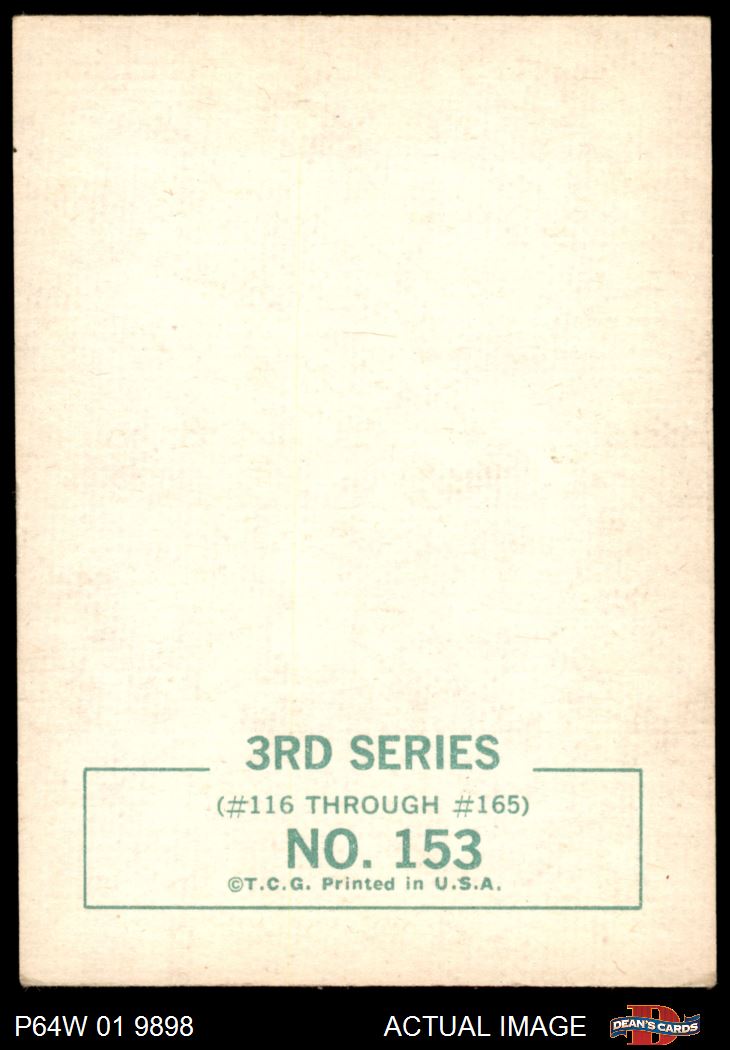 3RD SERIES
(#116 THROUGH #165)
NO. 153
©T.C.G. Printed in U.S.A.
P64W 01 9898
ACTUAL IMAGE
D
DEAN'S CARDS